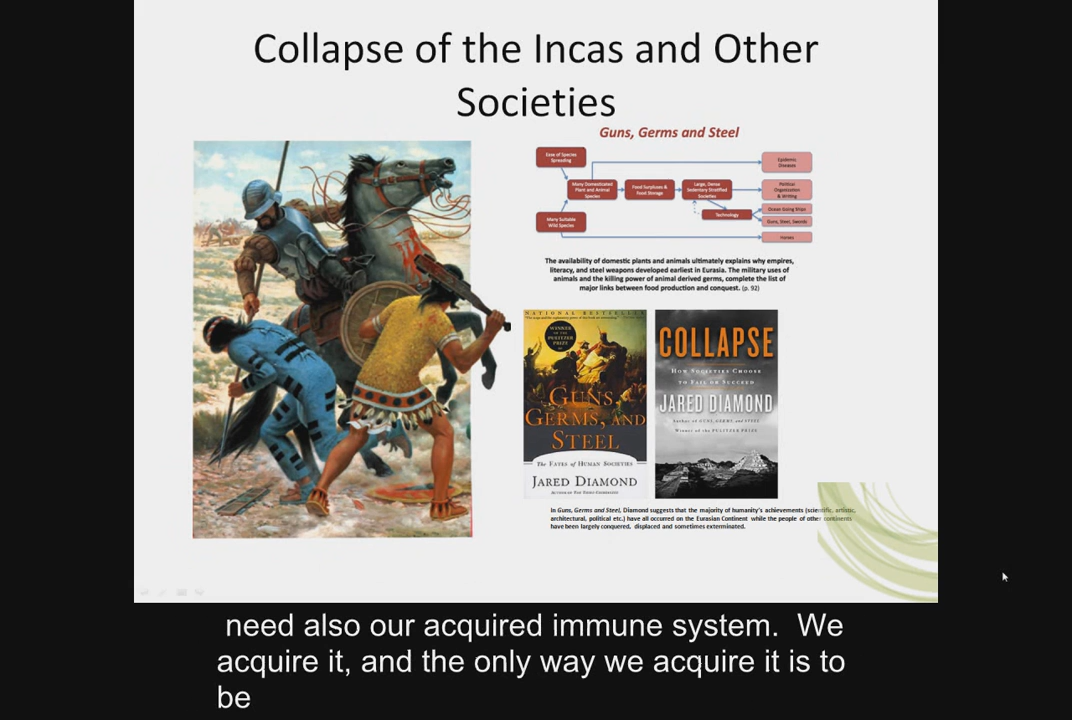 Collapse of the Incas and Other
Societies
Guns, Germs and Steel
Ease of Species
Spreading
Many Domesticated
Plant and Animal
Species
Food Surpluses &
Food Storage
Large, Dense
Sedentary Stratified
Societies
Technology
Many Suitable
Wild Species
Epidemic
Diseases
Political
Organization
& Writing
Ocean Going Ships
Guns, Steel, Swords
Horses
The availability of domestic plants and animals ultimately explains why empires,
literacy, and steel weapons developed earliest in Eurasia. The military uses of
animals and the killing power of animal derived germs, complete the list of
major links between food production and conquest. (p. 92)
NATIONAL BESTSELLER
WINNER
OF THE
PULITZER
PRIZE
GUNS,
GERMS, AND
STEEL
THE FATES OF HUMAN SOCIETIES
JARED DIAMOND
COLLAPSE
HOW SOCIETIES CHOOSE
TO FAIL OR SUCCEED
JARED DIAMOND
Author of GUNS, GERMS, and STEEL
Winner of the PULITZER PRIZE
In Guns, Germs and Steel, Diamond suggests that the majority of humanity's achievements (scientific, artistic,
architectural, political etc.) have all occurred on the Eurasian Continent while the people of other continents
have been largely conquered, displaced and sometimes exterminated.
need also our acquired immune system.  We
acquire it, and the only way we acquire it is to
be